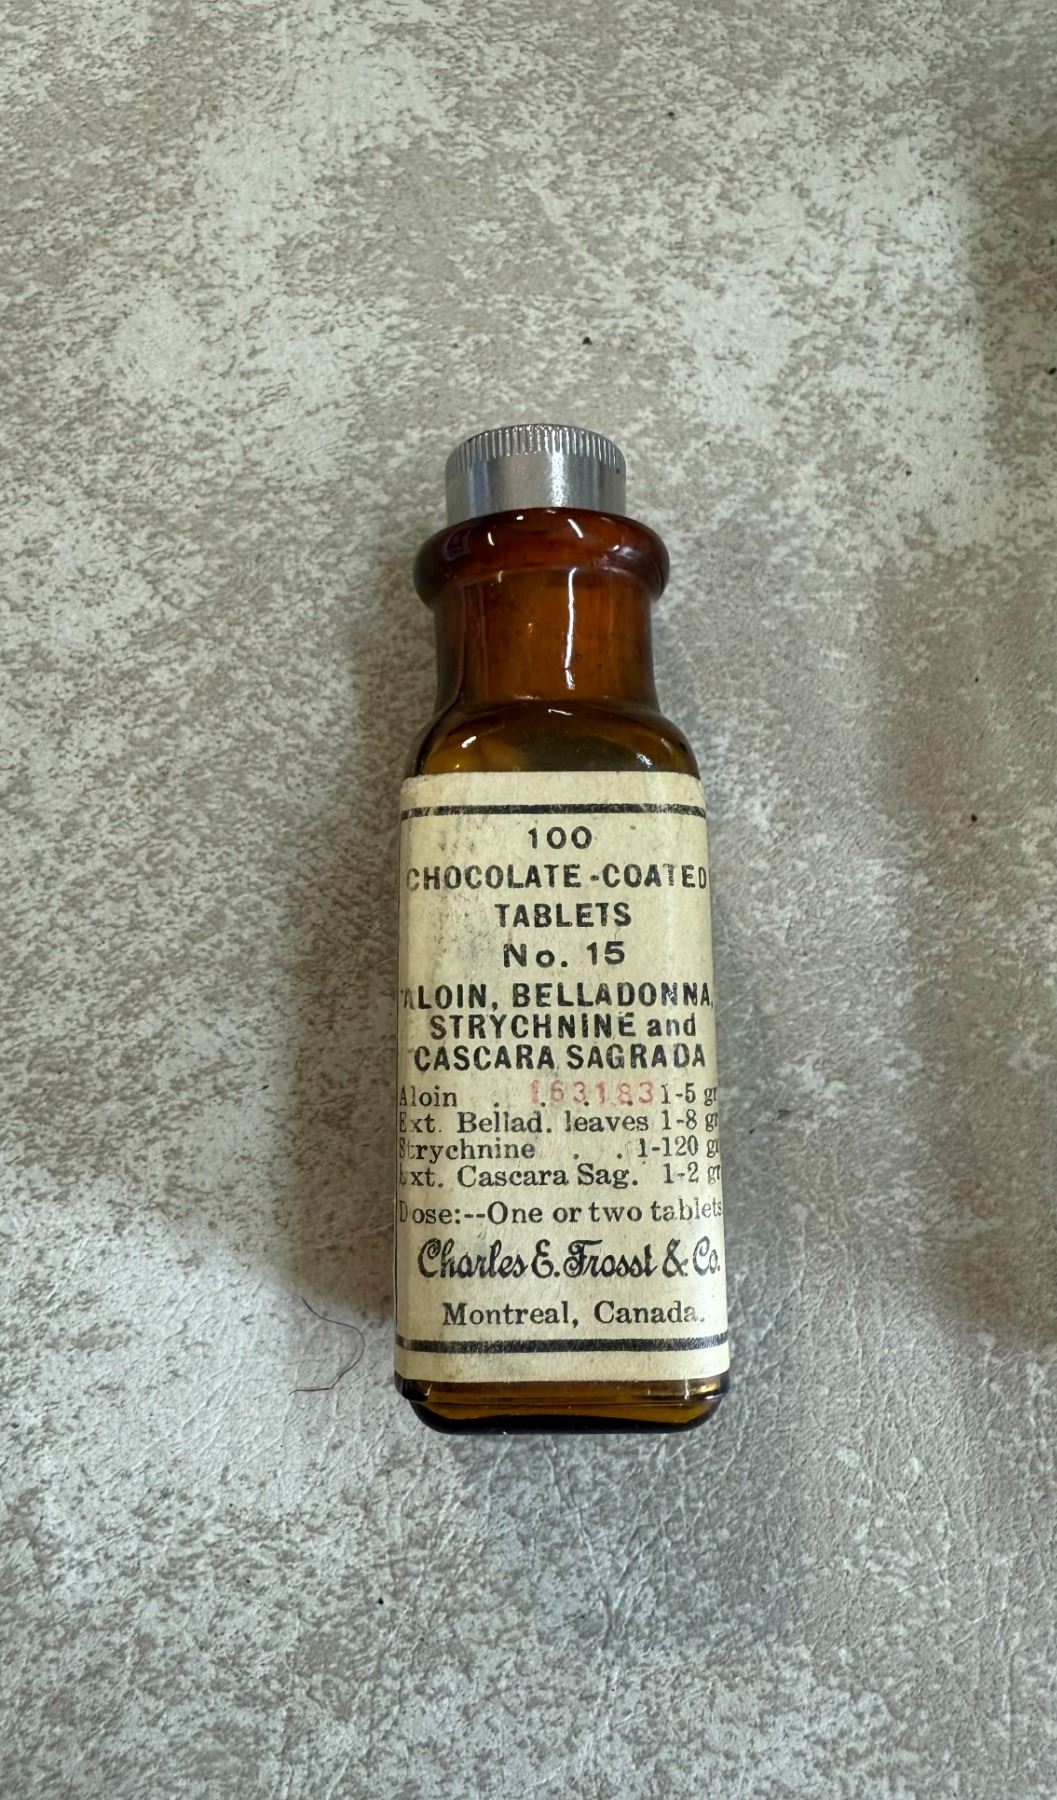 100
CHOCOLATE-COATED
TABLETS
No. 15
ALOIN, BELLADONNA,
STRYCHNINE and
CASCARA SAGRADA
Aloin . 163183 1-5 gr
Ext. Bellad. leaves 1-8 gr
Strychnine . . 1-120 gr
Ext. Cascara Sag. 1-2 gr
Dose:--One or two tablets
Charles E. Frosst & Co.
Montreal, Canada.